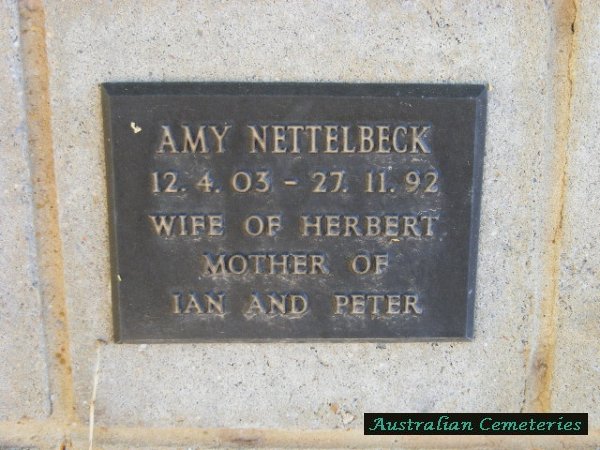 AMY NETTELBECK
12. 4. 03 - 27. 11. 92
WIFE OF HERBERT
MOTHER OF
IAN AND PETER
Australian Cemeteries